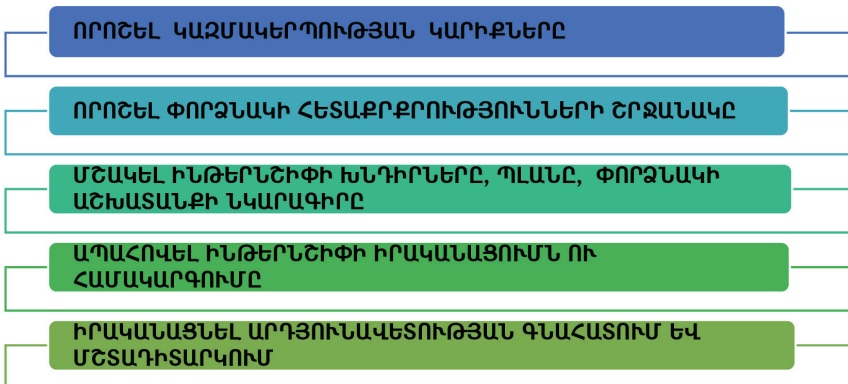 ՈՐՈՇԵԼ ԿԱԶՄԱԿԵՐՊՈՒԹՅԱՆ ԿԱՐԻՔՆԵՐԸ
ՈՐՈՇԵԼ ՓՈՐՁՆԱԿԻ ՀԵՏԱՔՐՔՐՈՒԹՅՈՒՆՆԵՐԻ ՇՐՋԱՆԱԿԸ
ՄՇԱԿԵԼ ԻՆԹԵՐՆՇԻՓԻ ԽՆԴԻՐՆԵՐԸ, ՊԼԱՆԸ, ՓՈՐՁՆԱԿԻ
ԱՇԽԱՏԱՆՔԻ ՆԿԱՐԱԳԻՐԸ
ԱՊԱՀՈՎԵԼ ԻՆԹԵՐՆՇԻՓԻ ԻՐԱԿԱՆԱՑՈՒՄՆ ՈՒ
ՀԱՄԱԿԱՐԳՈՒՄԸ
ԻՐԱԿԱՆԱՑՆԵԼ ԱՐԴՅՈՒՆԱՎԵՏՈՒԹՅԱՆ ԳՆԱՀԱՏՈՒՄ ԵՎ
ՄՇՏԱԴԻՏԱՐԿՈՒՄ